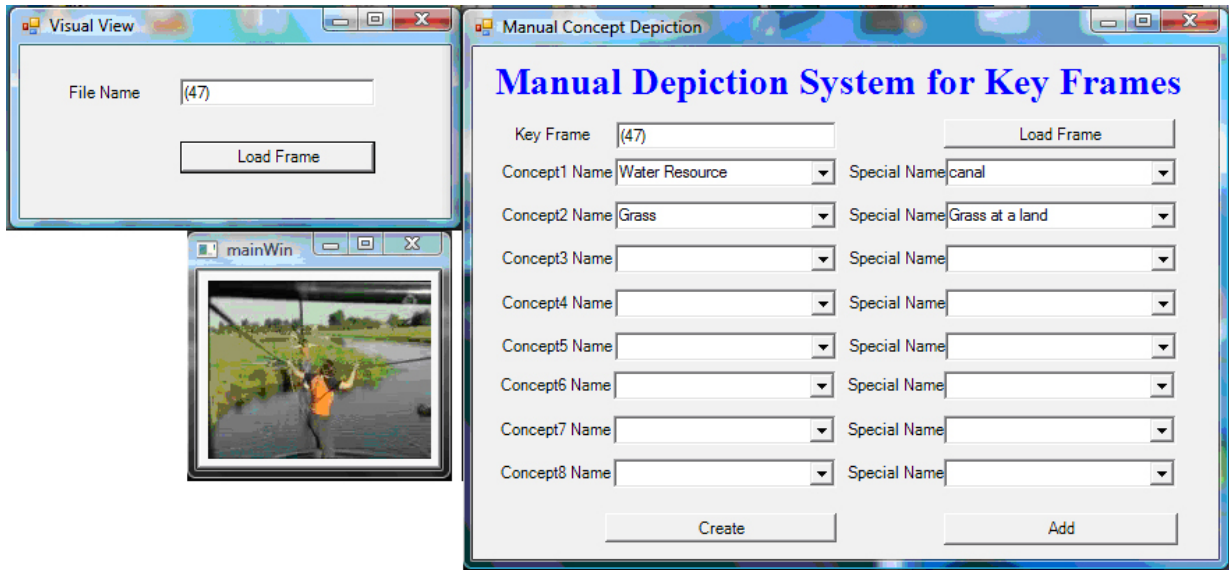 Visual View
File Name (47)
Load Frame
mainWin
Manual Concept Depiction
Manual Depiction System for Key Frames
Key Frame (47) Load Frame
Concept1 Name Water Resource Special Name canal
Concept2 Name Grass Special Name Grass at a land
Concept3 Name Special Name
Concept4 Name Special Name
Concept5 Name Special Name
Concept6 Name Special Name
Concept7 Name Special Name
Concept8 Name Special Name
Create Add